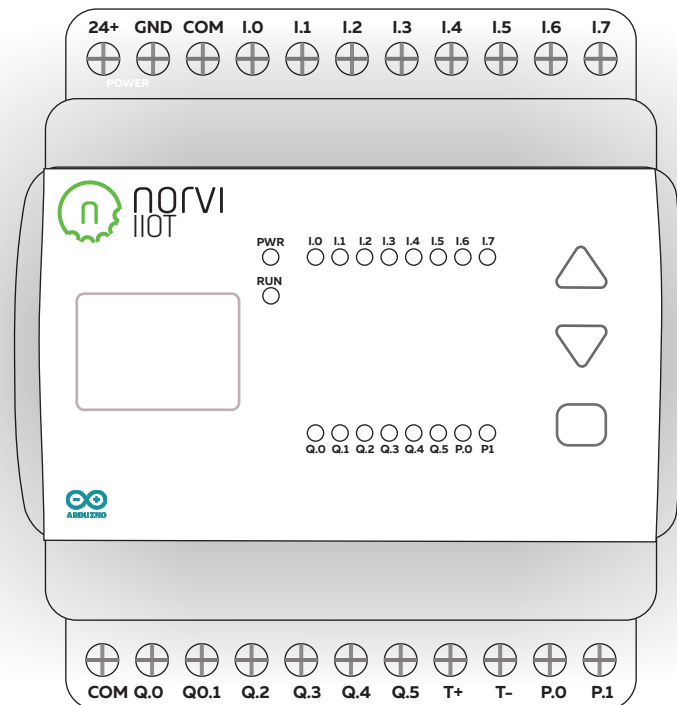 24+ GND COM I.0 I.1 I.2 I.3 I.4 I.5 I.6 I.7
POWER
norvi
IIOT
PWR I.0 I.1 I.2 I.3 I.4 I.5 I.6 I.7
RUN
Q.0 Q.1 Q.2 Q.3 Q.4 Q.5 P.0 P1
ARDUINO
COM Q.0 Q0.1 Q.2 Q.3 Q.4 Q.5 T+ T- P.0 P.1